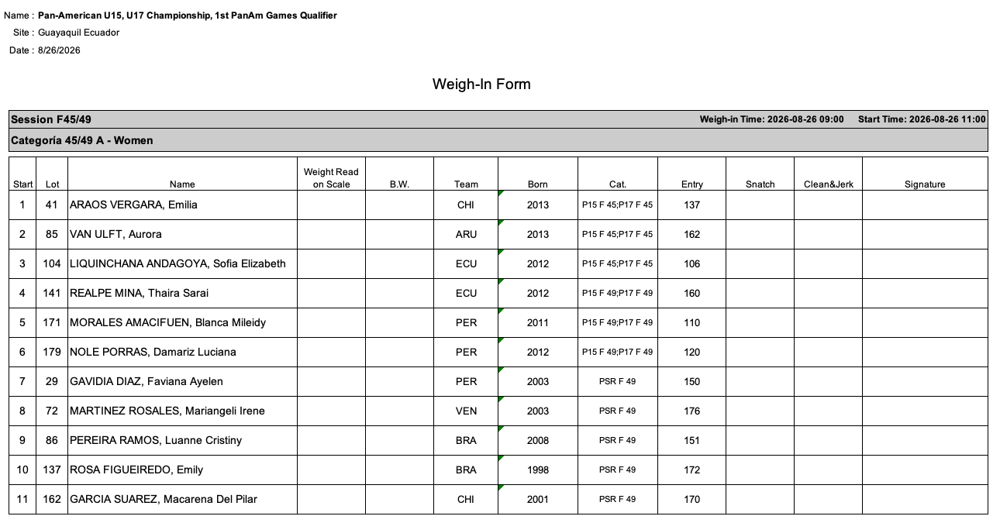 Name : Pan-American U15, U17 Championship, 1st PanAm Games Qualifier
Site : Guayaquil Ecuador
Date : 8/26/2026
Weigh-In Form
Session F45/49 Weigh-in Time: 2026-08-26 09:00 Start Time: 2026-08-26 11:00
Categoría 45/49 A - Women
Start Lot Name Weight Read on Scale B.W. Team Born Cat. Entry Snatch Clean&Jerk Signature
1 41 ARAOS VERGARA, Emilia CHI 2013 P15 F 45;P17 F 45 137
2 85 VAN ULFT, Aurora ARU 2013 P15 F 45;P17 F 45 162
3 104 LIQUINCHANA ANDAGOYA, Sofia Elizabeth ECU 2012 P15 F 45;P17 F 45 106
4 141 REALPE MINA, Thaira Sarai ECU 2012 P15 F 49;P17 F 49 160
5 171 MORALES AMACIFUEN, Blanca Mileidy PER 2011 P15 F 49;P17 F 49 110
6 179 NOLE PORRAS, Damariz Luciana PER 2012 P15 F 49;P17 F 49 120
7 29 GAVIDIA DIAZ, Faviana Ayelen PER 2003 PSR F 49 150
8 72 MARTINEZ ROSALES, Mariangeli Irene VEN 2003 PSR F 49 176
9 86 PEREIRA RAMOS, Luanne Cristiny BRA 2008 PSR F 49 151
10 137 ROSA FIGUEIREDO, Emily BRA 1998 PSR F 49 172
11 162 GARCIA SUAREZ, Macarena Del Pilar CHI 2001 PSR F 49 170